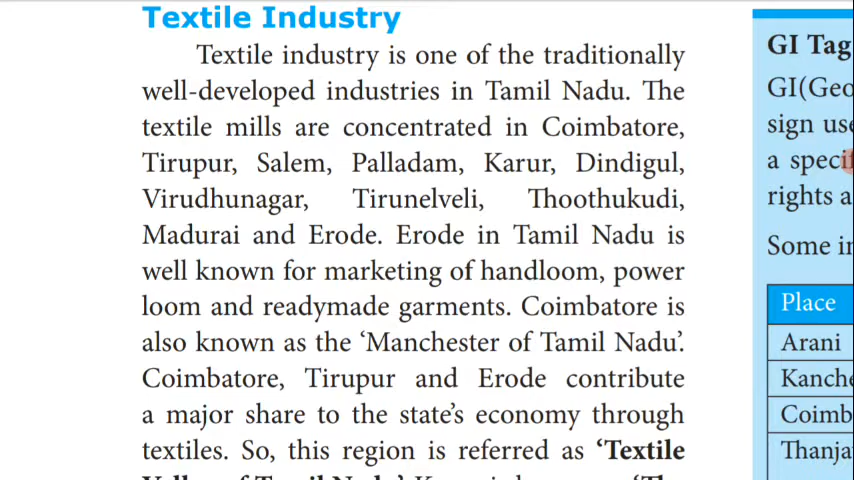 Textile Industry
Textile industry is one of the traditionally
well-developed industries in Tamil Nadu. The
textile mills are concentrated in Coimbatore,
Tirupur, Salem, Palladam, Karur, Dindigul,
Virudhunagar, Tirunelveli, Thoothukudi,
Madurai and Erode. Erode in Tamil Nadu is
well known for marketing of handloom, power
loom and readymade garments. Coimbatore is
also known as the ‘Manchester of Tamil Nadu’.
Coimbatore, Tirupur and Erode contribute
a major share to the state’s economy through
textiles. So, this region is referred as ‘Textile
GI Tag
GI(Geo
sign use
a specif
rights a
Some in
Place
Arani
Kanche
Coimb
Thanja